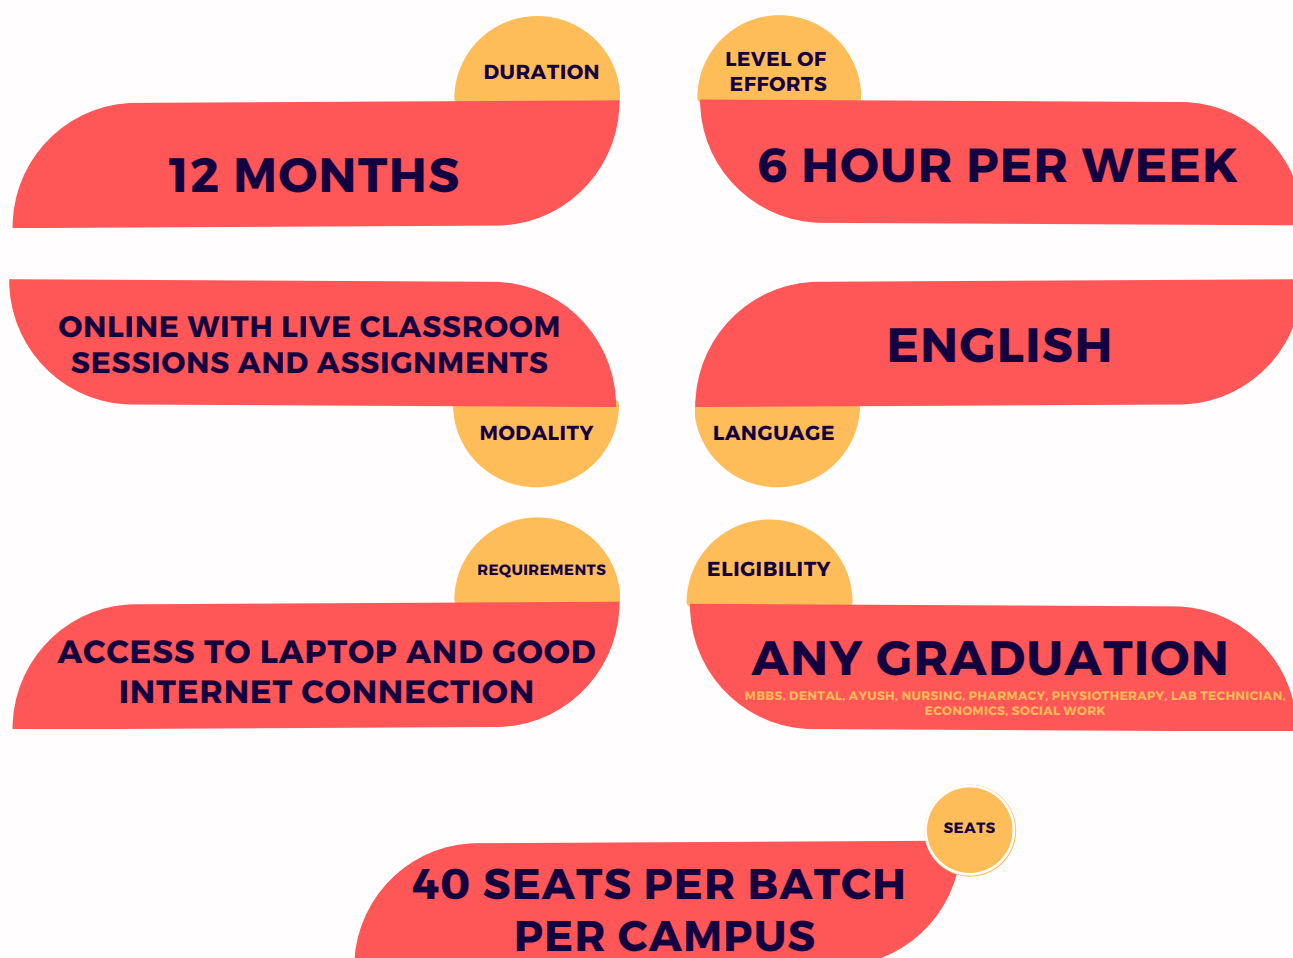 DURATION
12 MONTHS
LEVEL OF
EFFORTS
6 HOUR PER WEEK
ONLINE WITH LIVE CLASSROOM
SESSIONS AND ASSIGNMENTS
MODALITY
ENGLISH
LANGUAGE
REQUIREMENTS
ACCESS TO LAPTOP AND GOOD
INTERNET CONNECTION
ELIGIBILITY
ANY GRADUATION
MBBS, DENTAL, AYUSH, NURSING, PHARMACY, PHYSIOTHERAPY, LAB TECHNICIAN,
ECONOMICS, SOCIAL WORK
SEATS
40 SEATS PER BATCH
PER CAMPUS